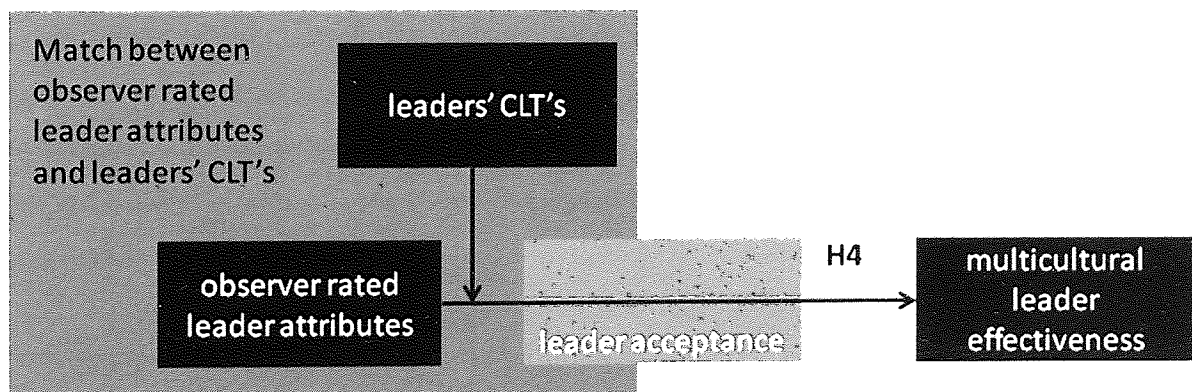 Match between
observer rated
leader attributes
and leaders' CLT's
leaders' CLT's
observer rated
leader attributes
leader acceptance
H4
multicultural
leader
effectiveness